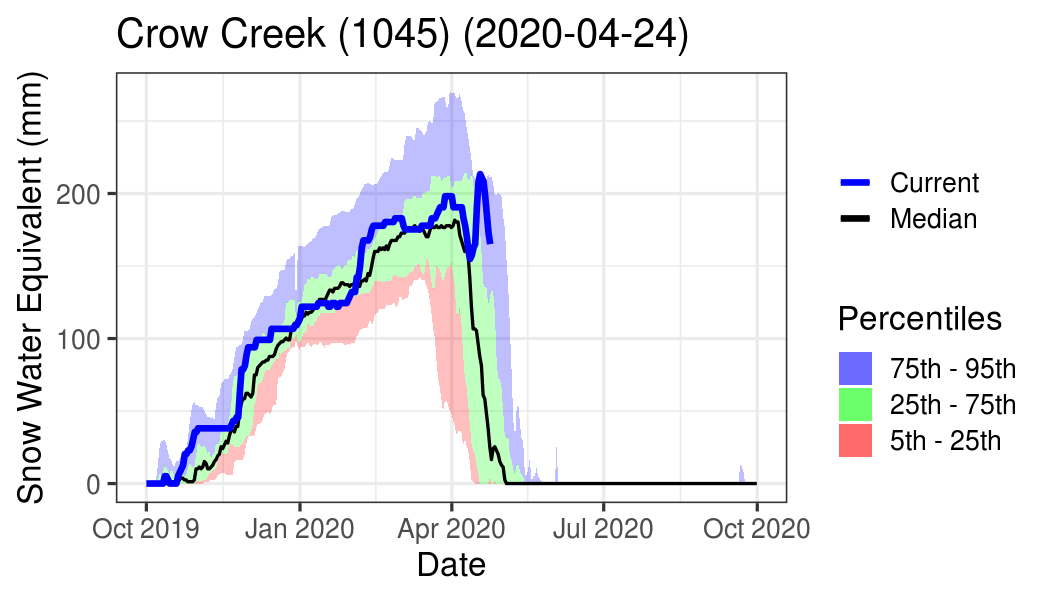 Crow Creek (1045) (2020-04-24)
Snow Water Equivalent (mm)
200
100
0
Oct 2019 Jan 2020 Apr 2020 Jul 2020 Oct 2020
Date
Current
Median
Percentiles
75th - 95th
25th - 75th
5th - 25th